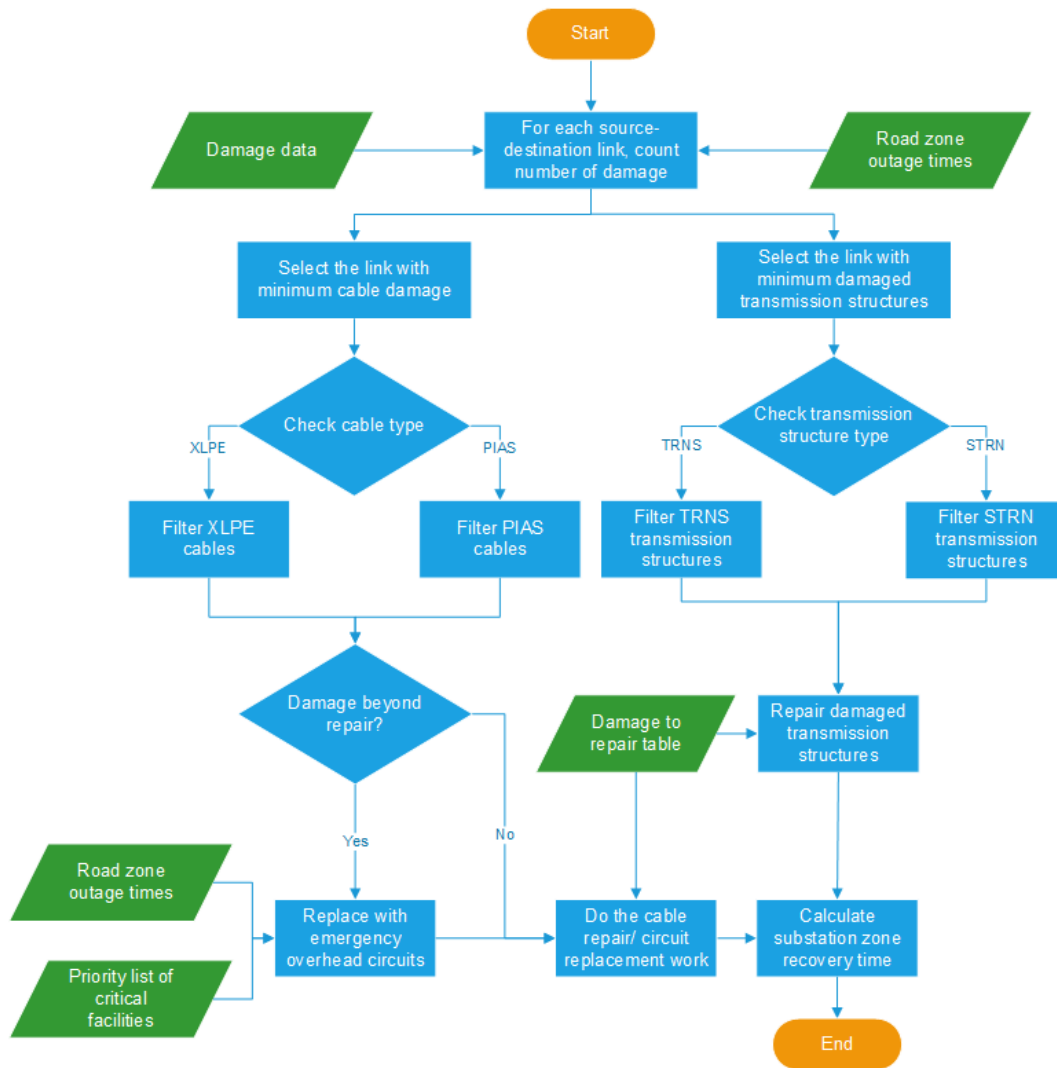 Start
Damage data
For each source-
destination link, count
number of damage
Road zone
outage times
Select the link with
minimum cable damage
Select the link with
minimum damaged
transmission structures
Check cable type
Check transmission
structure type
XLPE
PIAS
TRNS
STRN
Filter XLPE
cables
Filter PIAS
cables
Filter TRNS
transmission
structures
Filter STRN
transmission
structures
Damage beyond
repair?
Damage to
repair table
Repair damaged
transmission
structures
Yes
No
Road zone
outage times
Replace with
emergency
overhead circuits
Do the cable
repair/ circuit
replacement work
Calculate
substation zone
recovery time
Priority list of
critical
facilities
End